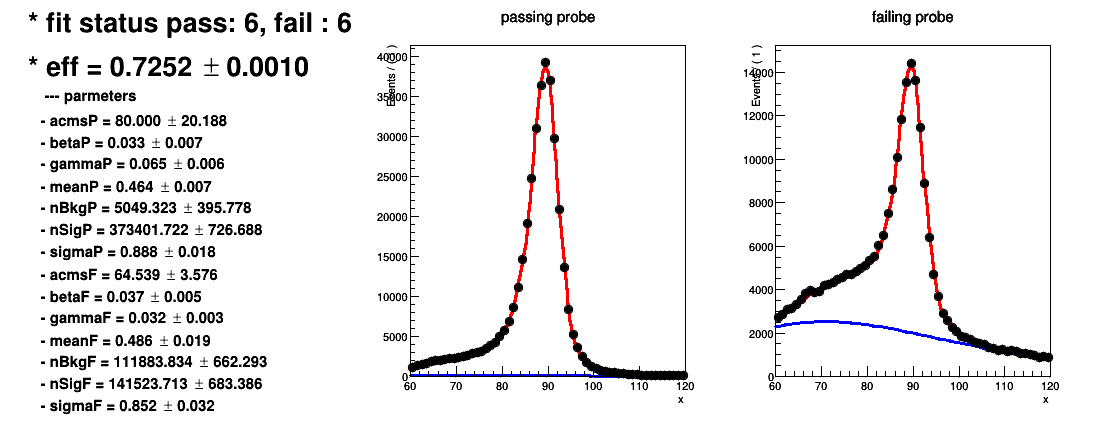 * fit status pass: 6, fail : 6
* eff = 0.7252 ± 0.0010
--- parmeters
- acmsP = 80.000 ± 20.188
- betaP = 0.033 ± 0.007
- gammaP = 0.065 ± 0.006
- meanP = 0.464 ± 0.007
- nBkgP = 5049.323 ± 395.778
- nSigP = 373401.722 ± 726.688
- sigmaP = 0.888 ± 0.018
- acmsF = 64.539 ± 3.576
- betaF = 0.037 ± 0.005
- gammaF = 0.032 ± 0.003
- meanF = 0.486 ± 0.019
- nBkgF = 111883.834 ± 662.293
- nSigF = 141523.713 ± 683.386
- sigmaF = 0.852 ± 0.032
passing probe
Events / ( 1 )
40000
35000
30000
25000
20000
15000
10000
5000
0
60 70 80 90 100 110 120
x
failing probe
Events / ( 1 )
14000
12000
10000
8000
6000
4000
2000
0
60 70 80 90 100 110 120
x